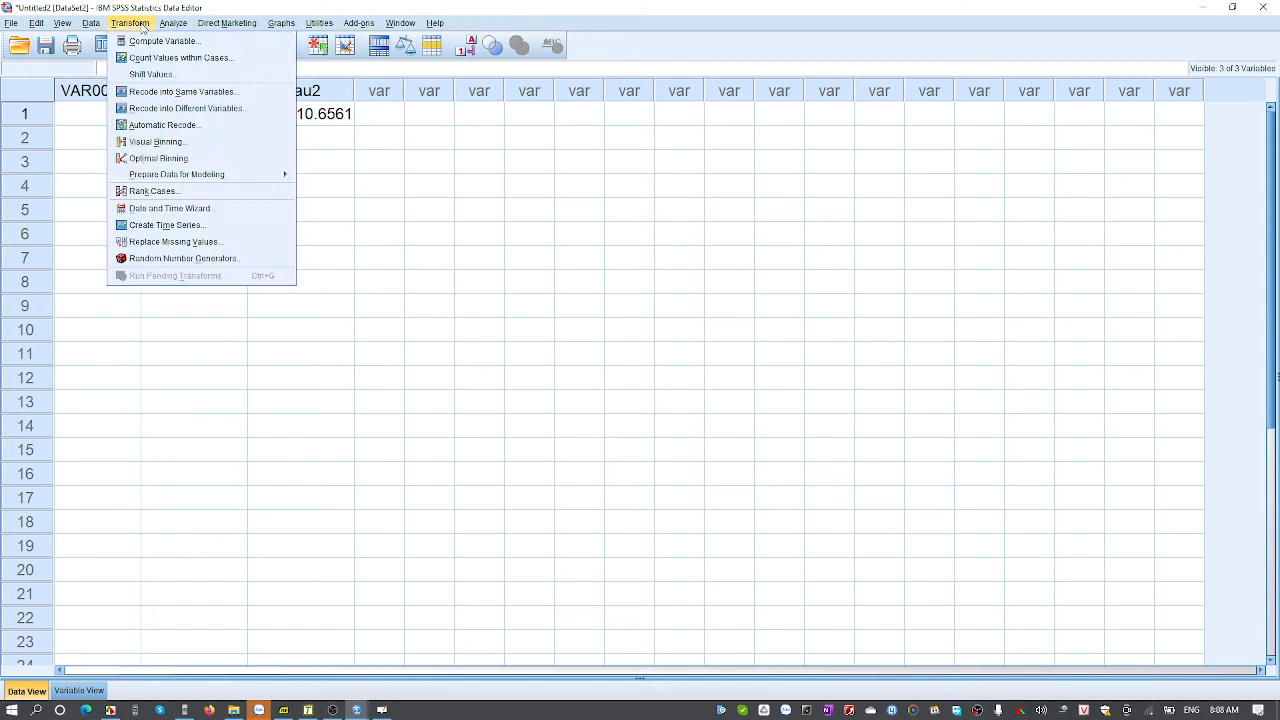 *Untitled2 [DataSet2] - IBM SPSS Statistics Data Editor
File Edit View Data Transform Analyze Direct Marketing Graphs Utilities Add-ons Window Help
Compute Variable...
Count Values within Cases...
Shift Values...
Recode into Same Variables...
Recode into Different Variables...
Automatic Recode...
Visual Binning...
Optimal Binning
Prepare Data for Modeling
Rank Cases...
Date and Time Wizard
Create Time Series...
Replace Missing Values...
Random Number Generators...
Run Pending Transforms Ctrl+G
Visible: 3 of 3 Variables
VAR00 au2 var var var var var var var var var var var var var var var var var
1 10.6561
2
3
4
5
6
7
8
9
10
11
12
13
14
15
16
17
18
19
20
21
22
23
24
Data View Variable View
8:08 AM
ENG